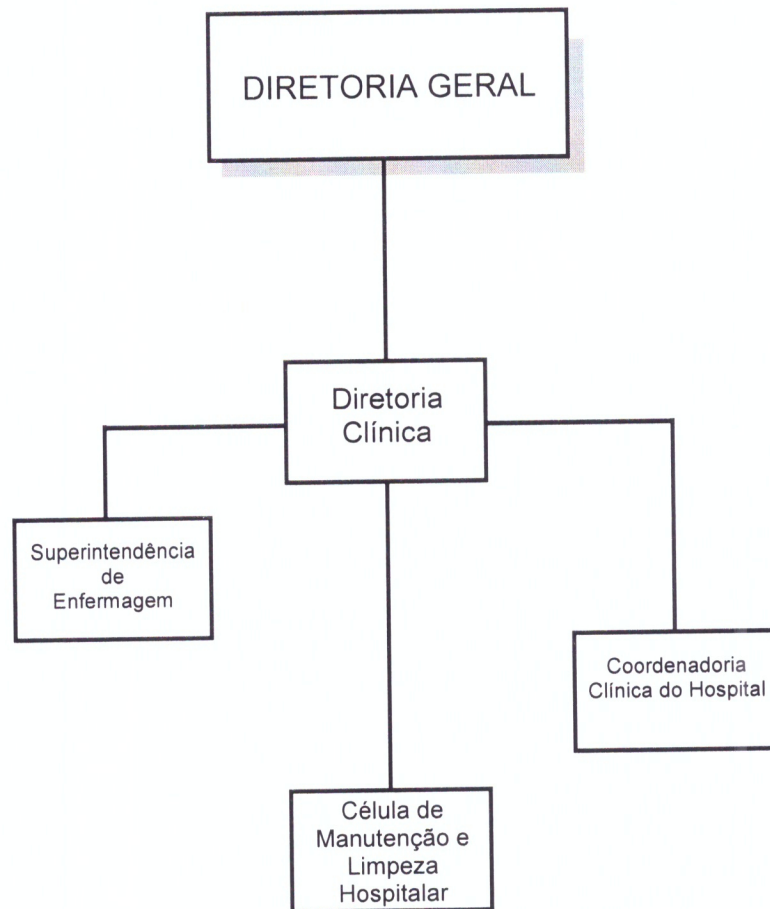 DIRETORIA GERAL
Diretoria
Clínica
Superintendência
de
Enfermagem
Coordenadoria
Clínica do Hospital
Célula de
Manutenção e
Limpeza
Hospitalar